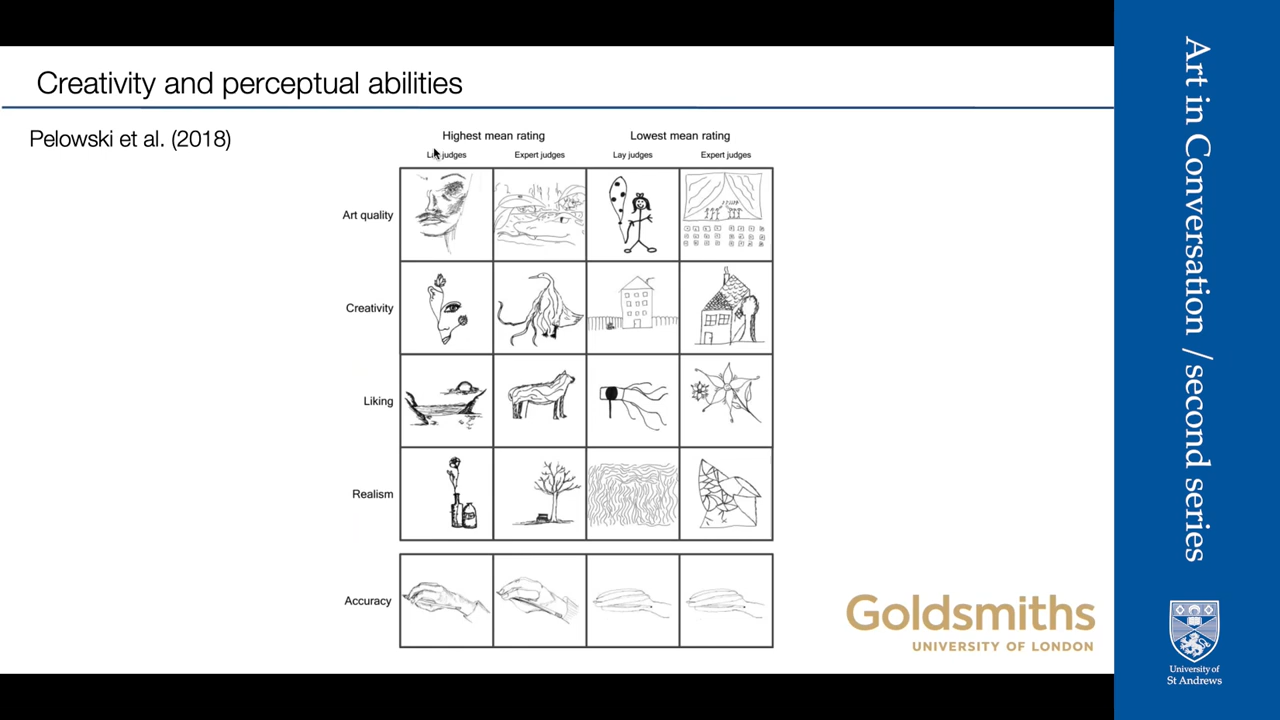 Creativity and perceptual abilities
Pelowski et al. (2018)
Highest mean rating
Lowest mean rating
judges
Expert judges
Lay judges
Expert judges
Art quality
Creativity
Liking
Realism
Accuracy
Goldsmiths
UNIVERSITY OF LONDON
Art in Conversation / second series
University of
St Andrews